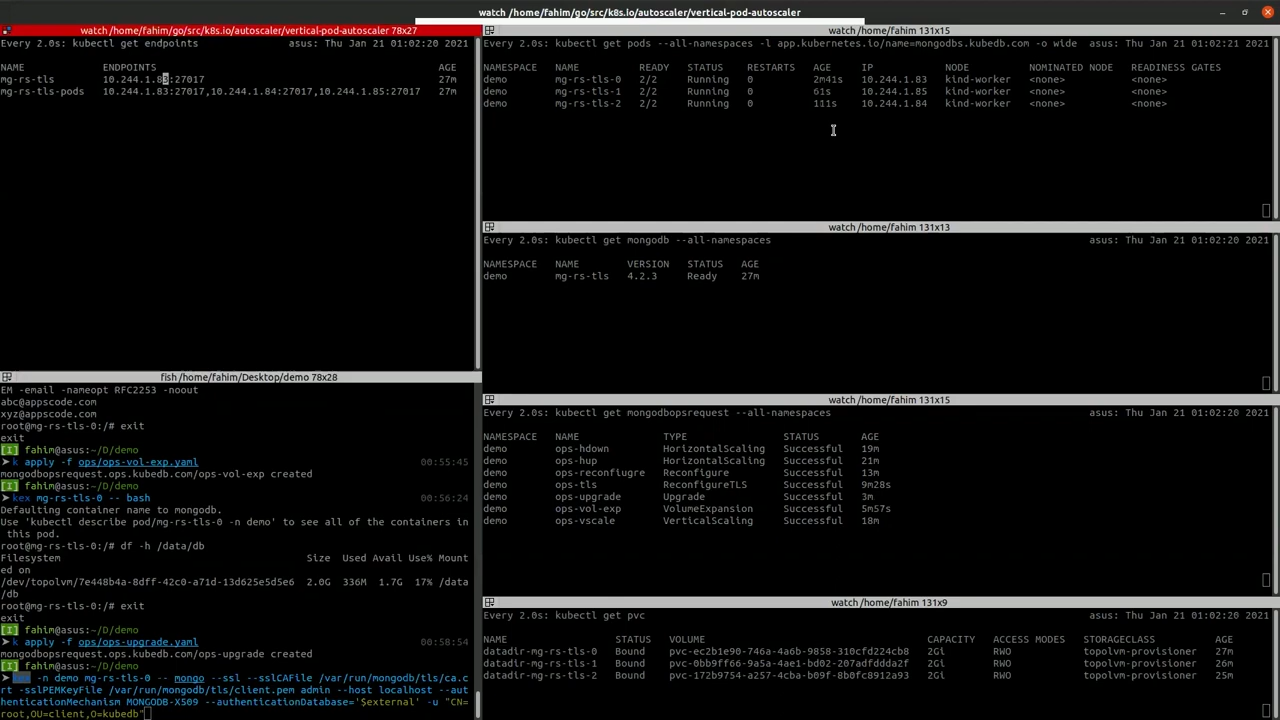 watch /home/fahim/go/src/k8s.io/autoscaler/vertical-pod-autoscaler
watch /home/fahim/go/src/k8s.io/autoscaler/vertical-pod-autoscaler 78x27
Every 2.0s: kubectl get endpoints asus: Thu Jan 21 01:02:20 2021
NAME ENDPOINTS AGE
mg-rs-tls 10.244.1.83:27017 27m
mg-rs-tls-pods 10.244.1.83:27017,10.244.1.84:27017,10.244.1.85:27017 27m
watch /home/fahim 131x15
Every 2.0s: kubectl get pods --all-namespaces -l app.kubernetes.io/name=mongodbs.kubedb.com -o wide asus: Thu Jan 21 01:02:21 2021
NAMESPACE NAME READY STATUS RESTARTS AGE IP NODE NOMINATED NODE READINESS GATES
demo mg-rs-tls-0 2/2 Running 0 2m41s 10.244.1.83 kind-worker <none> <none>
demo mg-rs-tls-1 2/2 Running 0 61s 10.244.1.85 kind-worker <none> <none>
demo mg-rs-tls-2 2/2 Running 0 111s 10.244.1.84 kind-worker <none> <none>
watch /home/fahim 131x13
Every 2.0s: kubectl get mongodb --all-namespaces asus: Thu Jan 21 01:02:20 2021
NAMESPACE NAME VERSION STATUS AGE
demo mg-rs-tls 4.2.3 Ready 27m
fish /home/fahim/Desktop/demo 78x28
EM -email -nameopt RFC2253 -noout
abc@appscode.com
xyz@appscode.com
root@mg-rs-tls-0:/# exit
exit
[I] fahim@asus:~/D/demo
➤ k apply -f ops/ops-vol-exp.yaml 00:55:45
mongodbopsrequest.ops.kubedb.com/ops-vol-exp created
[I] fahim@asus:~/D/demo
➤ kex mg-rs-tls-0 -- bash 00:56:24
Defaulting container name to mongodb.
Use 'kubectl describe pod/mg-rs-tls-0 -n demo' to see all of the containers in
this pod.
root@mg-rs-tls-0:/# df -h /data/db
Filesystem Size Used Avail Use% Mount
ed on
/dev/topolvm/7e448b4a-8dff-42c0-a71d-13d625e5d5e6 2.0G 336M 1.7G 17% /data
/db
root@mg-rs-tls-0:/# exit
exit
[I] fahim@asus:~/D/demo
➤ k apply -f ops/ops-upgrade.yaml 00:58:54
mongodbopsrequest.ops.kubedb.com/ops-upgrade created
[I] fahim@asus:~/D/demo
➤ kex -n demo mg-rs-tls-0 -- mongo --ssl --sslCAFile /var/run/mongodb/tls/ca.c
rt -sslPEMKeyFile /var/run/mongodb/tls/client.pem admin --host localhost --aut
henticationMechanism MONGODB-X509 --authenticationDatabase='$external' -u "CN=
root,OU=client,O=kubedb"
watch /home/fahim 131x15
Every 2.0s: kubectl get mongodbopsrequest --all-namespaces asus: Thu Jan 21 01:02:20 2021
NAMESPACE NAME TYPE STATUS AGE
demo ops-hdown HorizontalScaling Successful 19m
demo ops-hup HorizontalScaling Successful 21m
demo ops-reconfiugre Reconfigure Successful 13m
demo ops-tls ReconfigureTLS Successful 9m28s
demo ops-upgrade Upgrade Successful 3m
demo ops-vol-exp VolumeExpansion Successful 5m57s
demo ops-vscale VerticalScaling Successful 18m
watch /home/fahim 131x9
Every 2.0s: kubectl get pvc asus: Thu Jan 21 01:02:20 2021
NAME STATUS VOLUME CAPACITY ACCESS MODES STORAGECLASS AGE
datadir-mg-rs-tls-0 Bound pvc-ec2b1e90-746a-4a6b-9858-310cfd224cb8 2Gi RWO topolvm-provisioner 27m
datadir-mg-rs-tls-1 Bound pvc-0bb9ff66-9a5a-4ae1-bd02-207adfddda2f 2Gi RWO topolvm-provisioner 26m
datadir-mg-rs-tls-2 Bound pvc-172b9754-a257-4cba-b09f-8b0fc8912a93 2Gi RWO topolvm-provisioner 25m